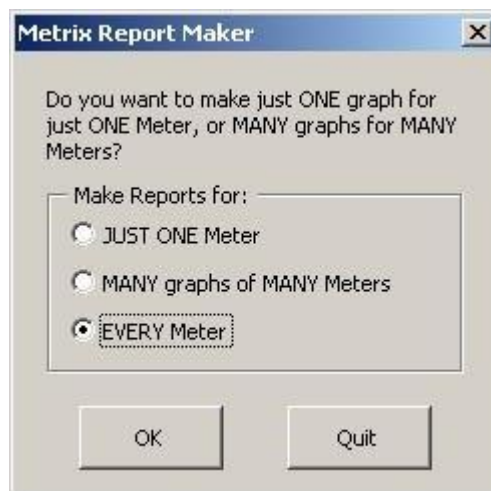 Metrix Report Maker
Do you want to make just ONE graph for
just ONE Meter, or MANY graphs for MANY
Meters?
Make Reports for:
JUST ONE Meter
MANY graphs of MANY Meters
EVERY Meter
OK
Quit